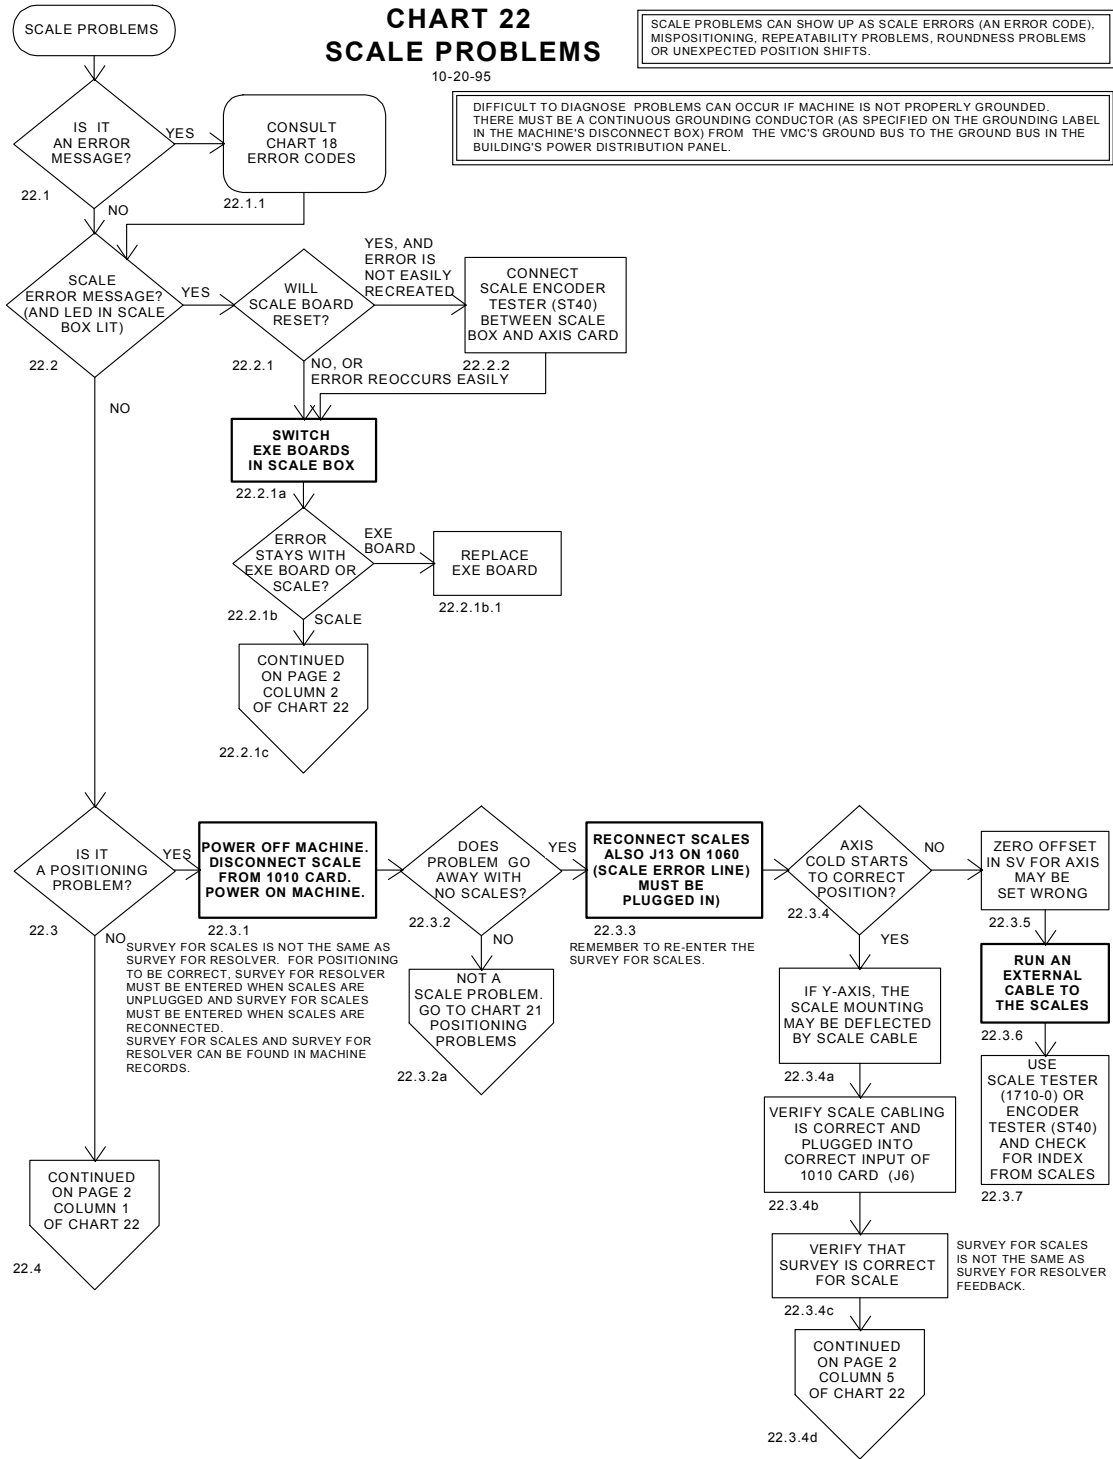 CHART 22
SCALE PROBLEMS
10-20-95
SCALE PROBLEMS CAN SHOW UP AS SCALE ERRORS (AN ERROR CODE),
MISPOSITIONING, REPEATABILITY PROBLEMS, ROUNDNESS PROBLEMS
OR UNEXPECTED POSITION SHIFTS.
DIFFICULT TO DIAGNOSE PROBLEMS CAN OCCUR IF MACHINE IS NOT PROPERLY GROUNDED.
THERE MUST BE A CONTINUOUS GROUNDING CONDUCTOR (AS SPECIFIED ON THE GROUNDING LABEL
IN THE MACHINE'S DISCONNECT BOX) FROM THE VMC'S GROUND BUS TO THE GROUND BUS IN THE
BUILDING'S POWER DISTRIBUTION PANEL.
SCALE PROBLEMS
IS IT
AN ERROR
MESSAGE?
22.1
YES
NO
CONSULT
CHART 18
ERROR CODES
22.1.1
SCALE
ERROR MESSAGE?
(AND LED IN SCALE
BOX LIT)
22.2
YES
NO
WILL
SCALE BOARD
RESET?
22.2.1
YES, AND
ERROR IS
NOT EASILY
RECREATED
CONNECT
SCALE ENCODER
TESTER (ST40)
BETWEEN SCALE
BOX AND AXIS CARD
22.2.2
NO, OR
ERROR REOCCURS EASILY
SWITCH
EXE BOARDS
IN SCALE BOX
22.2.1a
ERROR
STAYS WITH
EXE BOARD OR
SCALE?
22.2.1b
EXE
BOARD
REPLACE
EXE BOARD
22.2.1b.1
SCALE
CONTINUED
ON PAGE 2
COLUMN 2
OF CHART 22
22.2.1c
IS IT
A POSITIONING
PROBLEM?
22.3
YES
NO
POWER OFF MACHINE.
DISCONNECT SCALE
FROM 1010 CARD.
POWER ON MACHINE.
22.3.1
SURVEY FOR SCALES IS NOT THE SAME AS
SURVEY FOR RESOLVER. FOR POSITIONING
TO BE CORRECT, SURVEY FOR RESOLVER
MUST BE ENTERED WHEN SCALES ARE
UNPLUGGED AND SURVEY FOR SCALES
MUST BE ENTERED WHEN SCALES ARE
RECONNECTED.
SURVEY FOR SCALES AND SURVEY FOR
RESOLVER CAN BE FOUND IN MACHINE
RECORDS.
DOES
PROBLEM GO
AWAY WITH
NO SCALES?
22.3.2
YES
NO
NOT A
SCALE PROBLEM.
GO TO CHART 21
POSITIONING
PROBLEMS
22.3.2a
RECONNECT SCALES
ALSO J13 ON 1060
(SCALE ERROR LINE)
MUST BE
PLUGGED IN)
22.3.3
REMEMBER TO RE-ENTER THE
SURVEY FOR SCALES.
AXIS
COLD STARTS
TO CORRECT
POSITION?
22.3.4
NO
YES
ZERO OFFSET
IN SV FOR AXIS
MAY BE
SET WRONG
22.3.5
RUN AN
EXTERNAL
CABLE TO
THE SCALES
22.3.6
USE
SCALE TESTER
(1710-0) OR
ENCODER
TESTER (ST40)
AND CHECK
FOR INDEX
FROM SCALES
22.3.7
IF Y-AXIS, THE
SCALE MOUNTING
MAY BE DEFLECTED
BY SCALE CABLE
22.3.4a
VERIFY SCALE CABLING
IS CORRECT AND
PLUGGED INTO
CORRECT INPUT OF
1010 CARD (J6)
22.3.4b
VERIFY THAT
SURVEY IS CORRECT
FOR SCALE
22.3.4c
SURVEY FOR SCALES
IS NOT THE SAME AS
SURVEY FOR RESOLVER
FEEDBACK.
CONTINUED
ON PAGE 2
COLUMN 5
OF CHART 22
22.3.4d
CONTINUED
ON PAGE 2
COLUMN 1
OF CHART 22
22.4